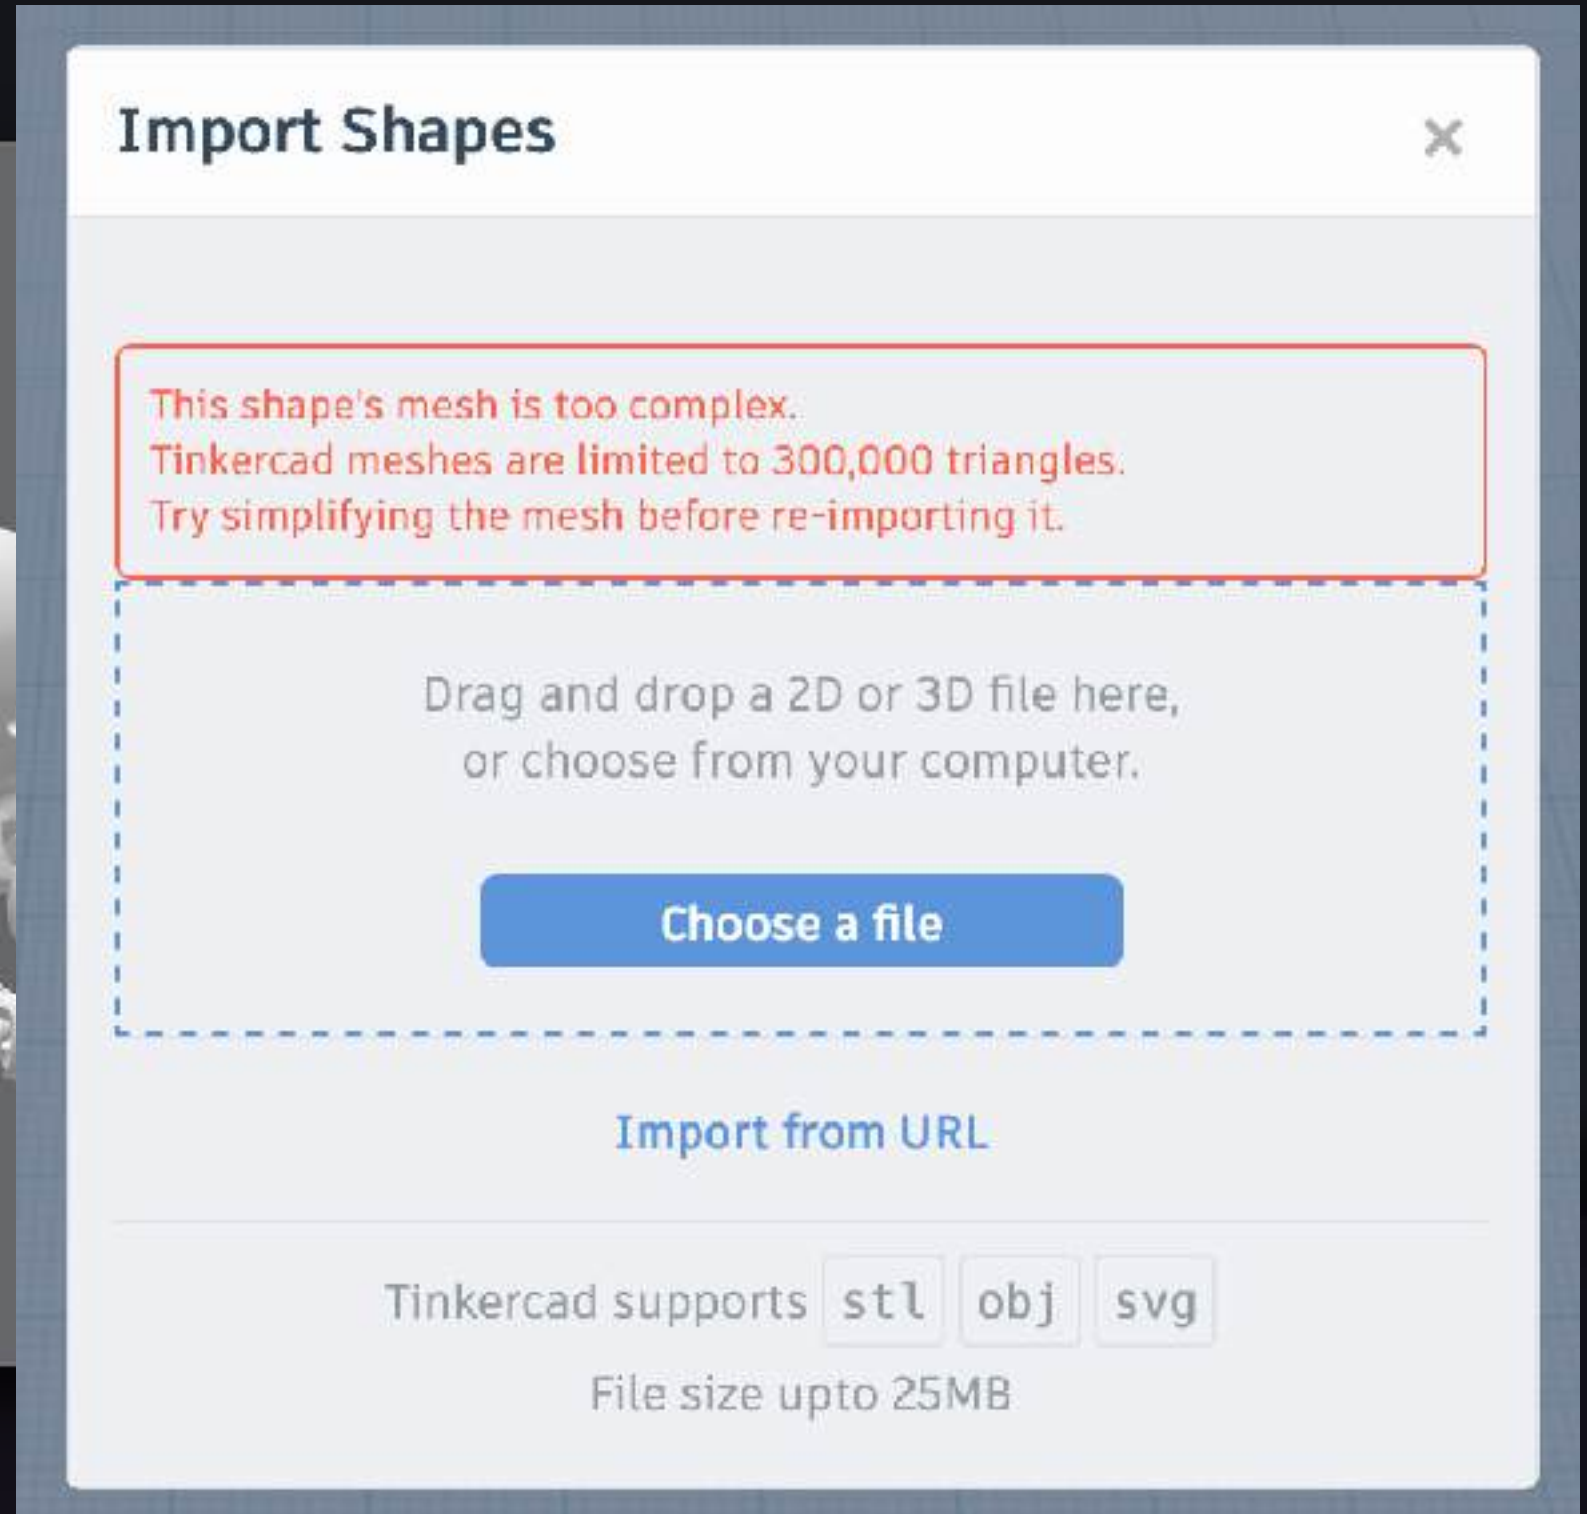 Import Shapes
This shape's mesh is too complex.
Tinkercad meshes are limited to 300,000 triangles.
Try simplifying the mesh before re-importing it.
Drag and drop a 2D or 3D file here,
or choose from your computer.
Choose a file
Import from URL
Tinkercad supports stl obj svg
File size upto 25MB